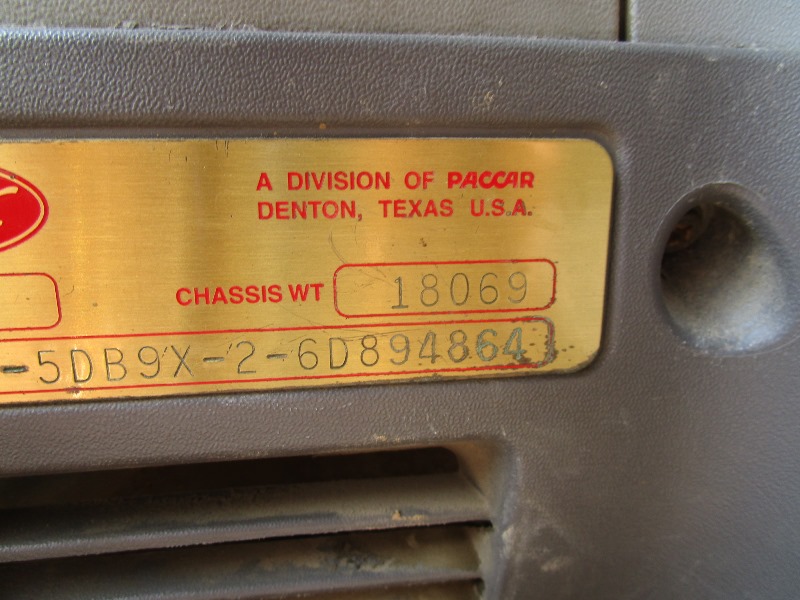 A DIVISION OF PACCAR
DENTON, TEXAS U.S.A.
CHASSIS WT 18069
-5DB9X-2-6D894864